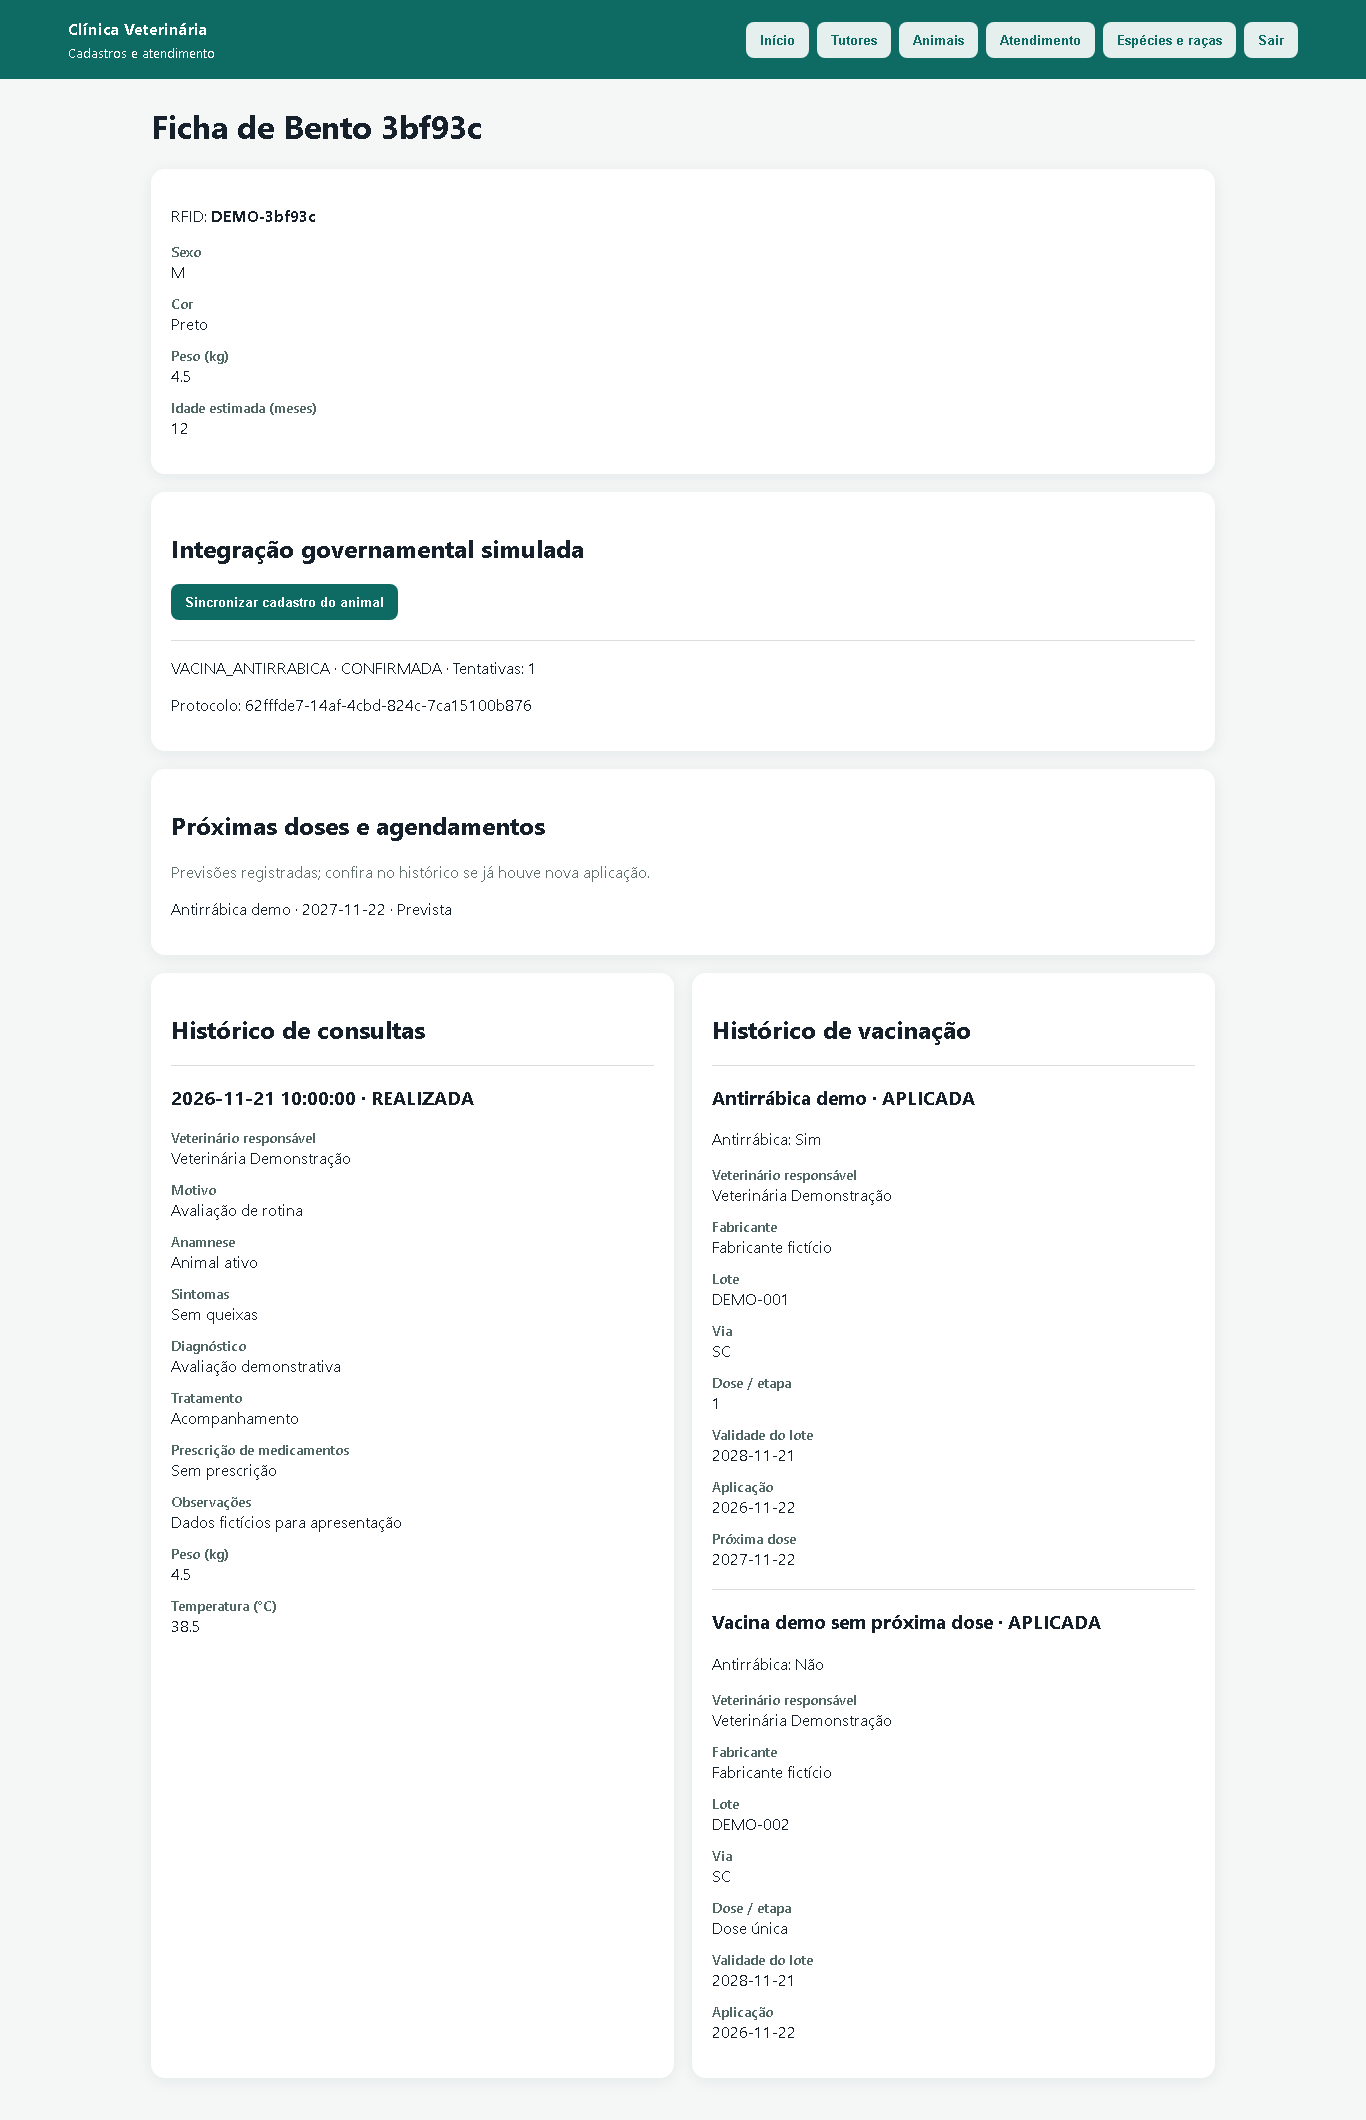 Clínica Veterinária
Cadastros e atendimento
Início
Tutores
Animais
Atendimento
Espécies e raças
Sair
Ficha de Bento 3bf93c
RFID: DEMO-3bf93c
Sexo
M
Cor
Preto
Peso (kg)
4.5
Idade estimada (meses)
12
Integração governamental simulada
Sincronizar cadastro do animal
VACINA_ANTIRRABICA · CONFIRMADA · Tentativas: 1
Protocolo: 62fffde7-14af-4cbd-824c-7ca15100b876
Próximas doses e agendamentos
Previsões registradas; confira no histórico se já houve nova aplicação.
Antirrábica demo · 2027-11-22 · Prevista
Histórico de consultas
2026-11-21 10:00:00 · REALIZADA
Veterinário responsável
Veterinária Demonstração
Motivo
Avaliação de rotina
Anamnese
Animal ativo
Sintomas
Sem queixas
Diagnóstico
Avaliação demonstrativa
Tratamento
Acompanhamento
Prescrição de medicamentos
Sem prescrição
Observações
Dados fictícios para apresentação
Peso (kg)
4.5
Temperatura (°C)
38.5
Histórico de vacinação
Antirrábica demo · APLICADA
Antirrábica: Sim
Veterinário responsável
Veterinária Demonstração
Fabricante
Fabricante fictício
Lote
DEMO-001
Via
SC
Dose / etapa
1
Validade do lote
2028-11-21
Aplicação
2026-11-22
Próxima dose
2027-11-22
Vacina demo sem próxima dose · APLICADA
Antirrábica: Não
Veterinário responsável
Veterinária Demonstração
Fabricante
Fabricante fictício
Lote
DEMO-002
Via
SC
Dose / etapa
Dose única
Validade do lote
2028-11-21
Aplicação
2026-11-22